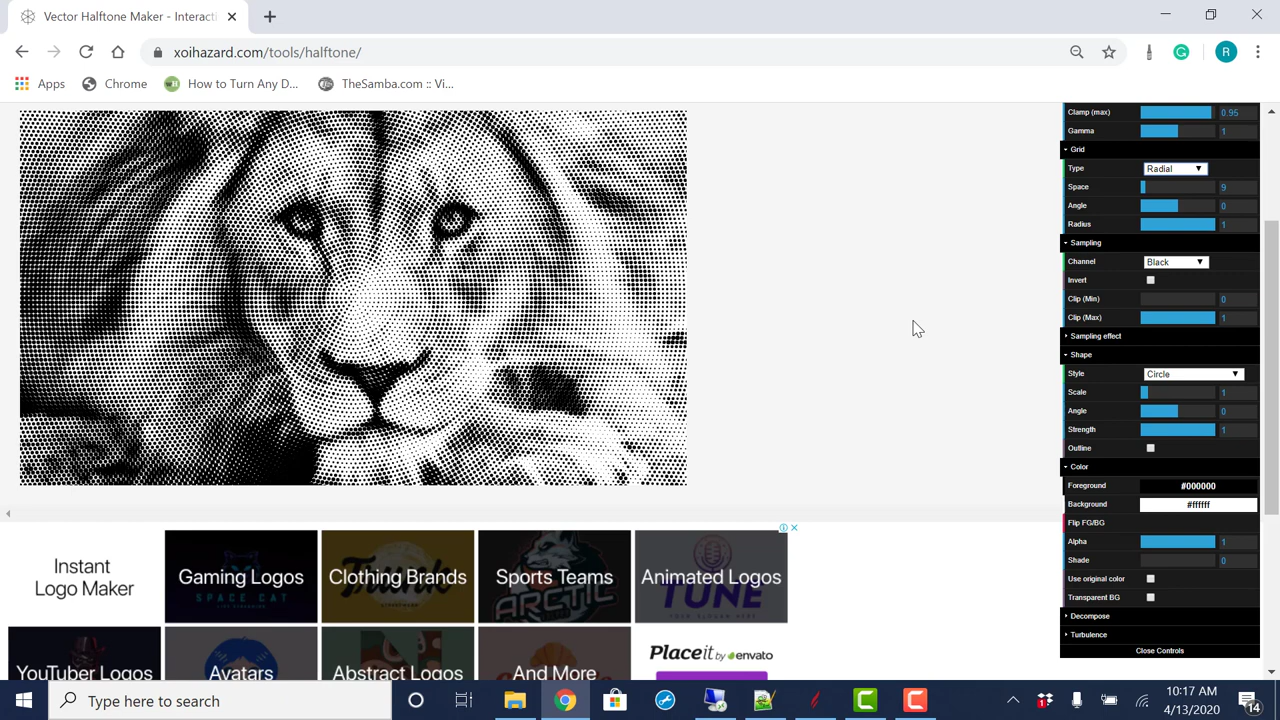 Vector Halftone Maker - Interacti
xoihazard.com/tools/halftone/
R
Apps
Chrome
How to Turn Any D...
TheSamba.com :: Vi...
Clamp (max) 0.95
Gamma 1
Grid
Type Radial
Space 9
Angle 0
Radius 1
Sampling
Channel Black
Invert
Clip (Min) 0
Clip (Max) 1
Sampling effect
Shape
Style Circle
Scale 1
Angle 0
Strength 1
Outline
Color
Foreground #000000
Background #ffffff
Flip FG/BG
Alpha 1
Shade 0
Use original color
Transparent BG
Decompose
Turbulence
Close Controls
Instant
Logo Maker
Gaming Logos
SPACE CAT
Clothing Brands
Sports Teams
ARCTIC
Animated Logos
TUNE
YouTuber Logos
Avatars
Abstract Logos
And More
Placeit by envato
Type here to search
10:17 AM
4/13/2020
14